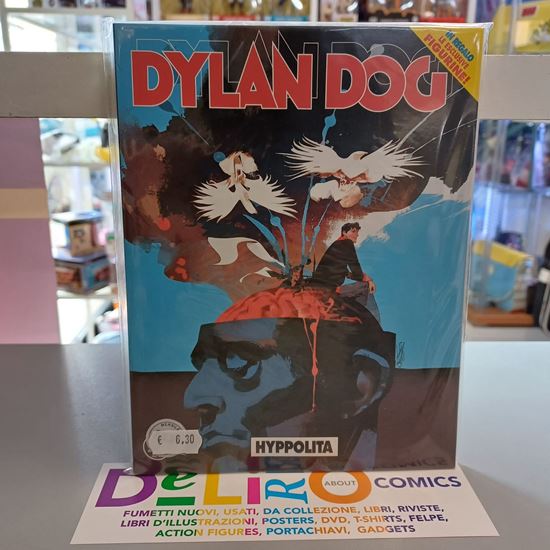 DYLAN DOG
IN REGALO
LE ESCLUSIVE
FIGURINE!
€ 6,30
HYPPOLITA
DeLiRO ABOUT COMICS
FUMETTI NUOVI, USATI, DA COLLEZIONE, LIBRI, RIVISTE,
LIBRI D'ILLUSTRAZIONI, POSTERS, DVD, T-SHIRTS, FELPE,
ACTION FIGURES, PORTACHIAVI, GADGETS